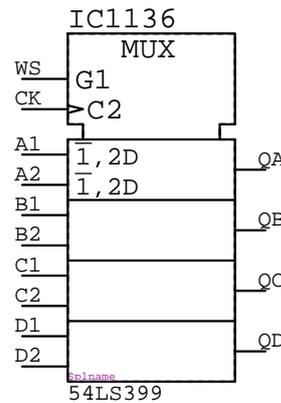 IC1136
MUX
WS
G1
CK
C2
A1
1̅,2D
QA
A2
1̅,2D
B1
QB
B2
C1
QC
C2
D1
QD
D2
Splname
54LS399